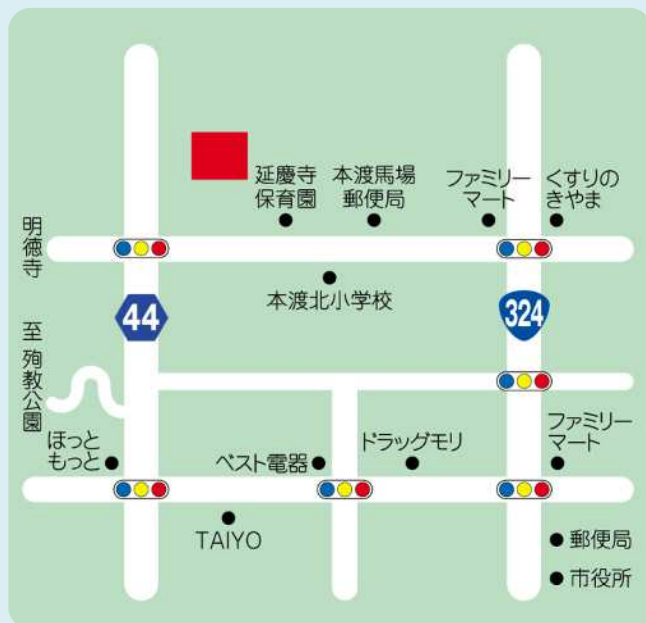 延慶寺
保育園
本渡馬場
郵便局
ファミリー
マート
くすりの
きやま
明徳寺
本渡北小学校
44
324
至 殉教公園
ほっと
もっと
ベスト電器
ドラッグモリ
ファミリー
マート
TAIYO
郵便局
市役所